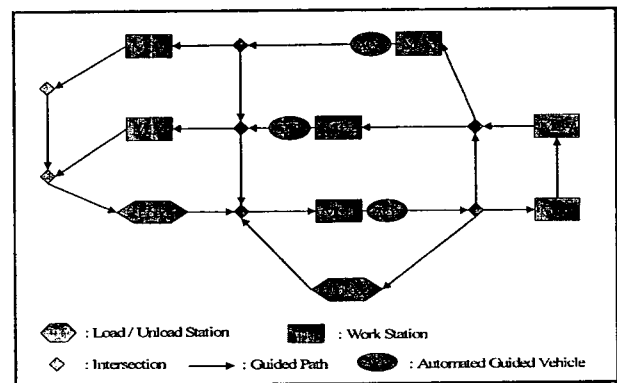 : Load / Unload Station
: Work Station
: Intersection
: Guided Path
: Automated Guided Vehicle